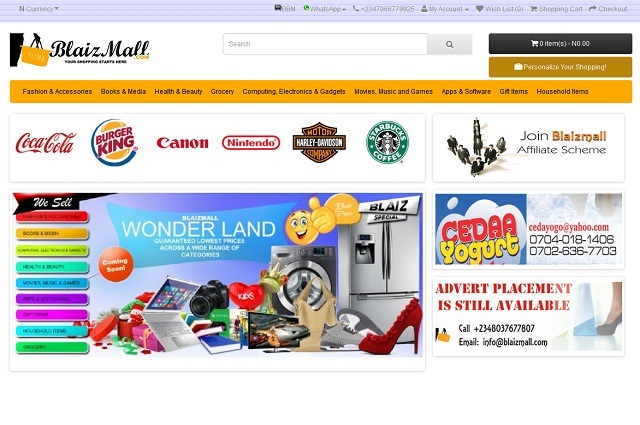 N Currency
BBM
WhatsApp
+2347066779925
My Account
Wish List (0)
Shopping Cart
Checkout
BlaizMall
.COM
YOUR SHOPPING STARTS HERE
Search
0 item(s) - N0.00
Personalize Your Shopping!
Fashion & Accessories Books & Media Health & Beauty Grocery Computing, Electronics & Gadgets Movies, Music and Games Apps & Software Gift Items Household Items
Coca-Cola
BURGER KING
Canon
Nintendo
MOTOR
HARLEY-DAVIDSON
COMPANY
STARBUCKS
COFFEE
Join Blaizmall
Affiliate Scheme
We Sell
FASHION & ACCESSORIES
BOOKS & MEDIA
COMPUTING, ELECTRONICS & GADGETS
HEALTH & BEAUTY
MOVIES, MUSIC & GAMES
APPS & SOFTWARES
GIFT ITEMS
HOUSEHOLD ITEMS
GROCERY
BLAIZMALL
WONDER LAND
GUARANTEED LOWEST PRICES
ACROSS A WIDE RANGE OF
CATEGORIES
Coming
Soon!
Best
Price
BLAIZ
SPECIAL
KIDS
CEDAA
Yogurt
cedayogo@yahoo.com
0704-018-1406
0702-636-7703
ADVERT PLACEMENT
IS STILL AVAILABLE
Call +2348037677807
Email: info@blaizmall.com